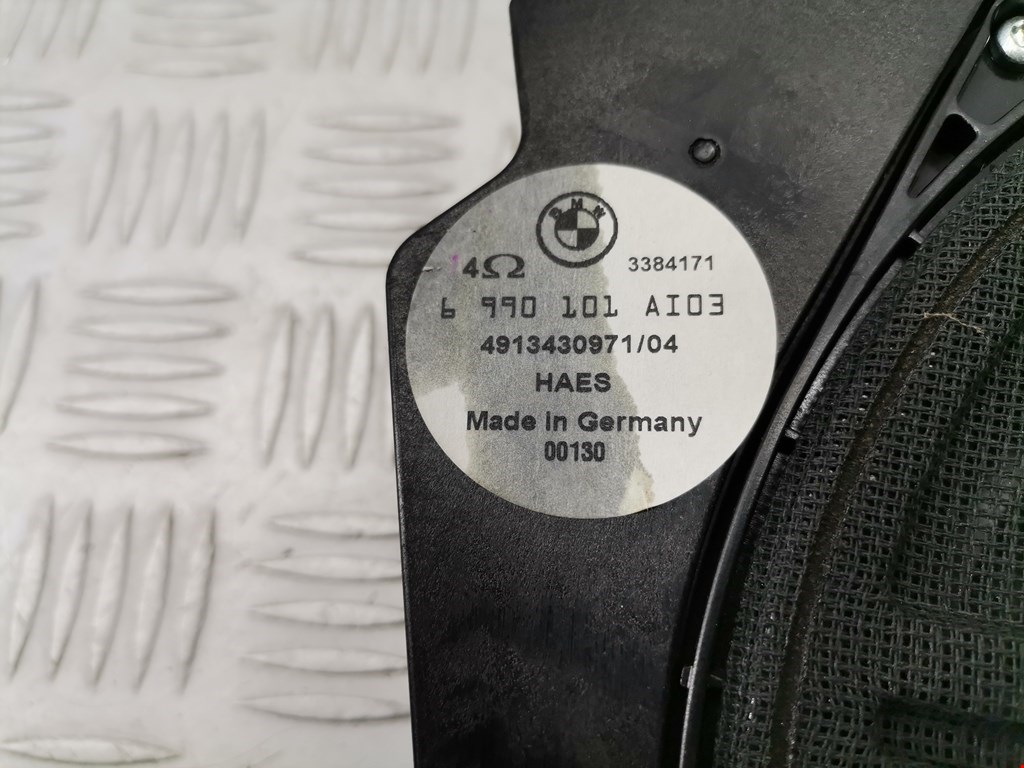 BMW
4Ω 3384171
6 990 101 AI03
4913430971/04
HAES
Made in Germany
00130